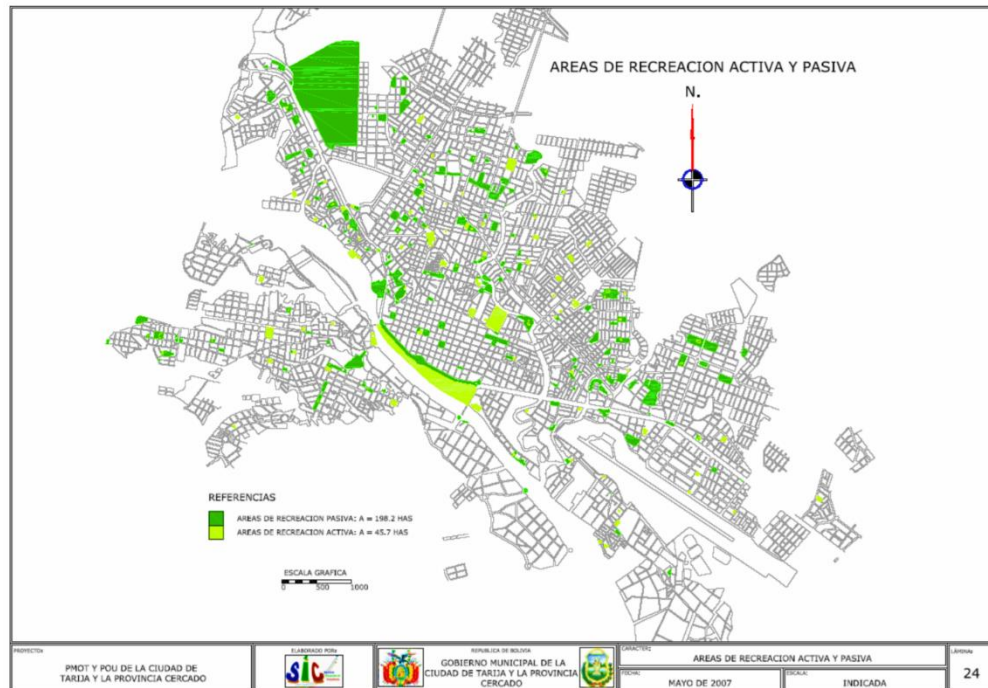 AREAS DE RECREACION ACTIVA Y PASIVA
N.
REFERENCIAS
AREAS DE RECREACION PASIVA: A = 198.2 HAS
AREAS DE RECREACION ACTIVA: A = 45.7 HAS
ESCALA GRAFICA
0 500 1000
PROYECTO:
PMOT Y POU DE LA CIUDAD DE
TARIJA Y LA PROVINCIA CERCADO
ELABORADO POR:
SIC
REPUBLICA DE BOLIVIA
GOBIERNO MUNICIPAL DE LA
CIUDAD DE TARIJA Y LA PROVINCIA
CERCADO
CARACTER:
AREAS DE RECREACION ACTIVA Y PASIVA
FECHA:
MAYO DE 2007
ESCALA:
INDICADA
LAMINA:
24